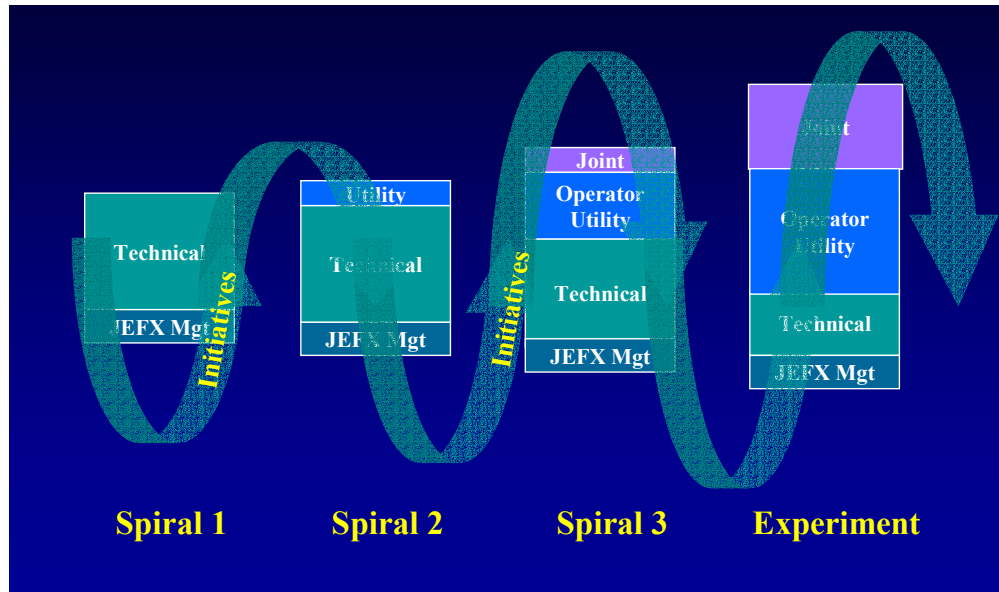 Technical
JEFX Mgt
Initiatives
Spiral 1
Utility
Technical
JEFX Mgt
Initiatives
Spiral 2
Joint
Operator
Utility
Technical
JEFX Mgt
Spiral 3
Joint
Operator
Utility
Technical
JEFX Mgt
Experiment